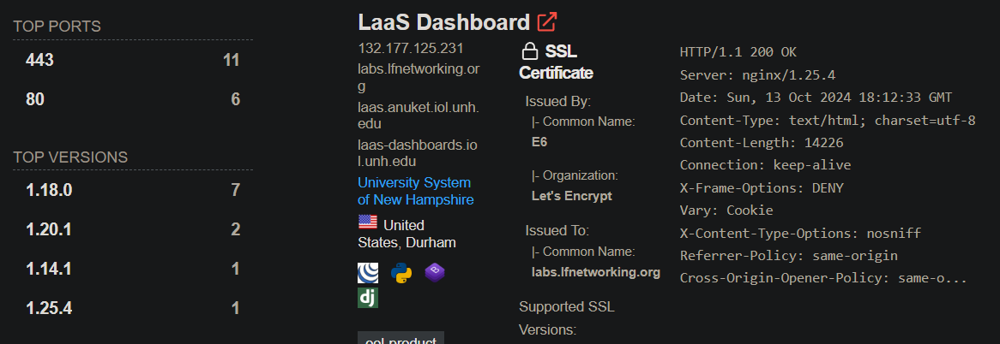 TOP PORTS
443 11
80 6
TOP VERSIONS
1.18.0 7
1.20.1 2
1.14.1 1
1.25.4 1
LaaS Dashboard
132.177.125.231
labs.lfnetworking.or
g
laas.anuket.iol.unh.
edu
laas-dashboards.io
l.unh.edu
University System
of New Hampshire
United
States, Durham
dj
eol-product
SSL
Certificate
Issued By:
|- Common Name:
E6
|- Organization:
Let's Encrypt
Issued To:
|- Common Name:
labs.lfnetworking.org
Supported SSL
Versions:
HTTP/1.1 200 OK
Server: nginx/1.25.4
Date: Sun, 13 Oct 2024 18:12:33 GMT
Content-Type: text/html; charset=utf-8
Content-Length: 14226
Connection: keep-alive
X-Frame-Options: DENY
Vary: Cookie
X-Content-Type-Options: nosniff
Referrer-Policy: same-origin
Cross-Origin-Opener-Policy: same-o...